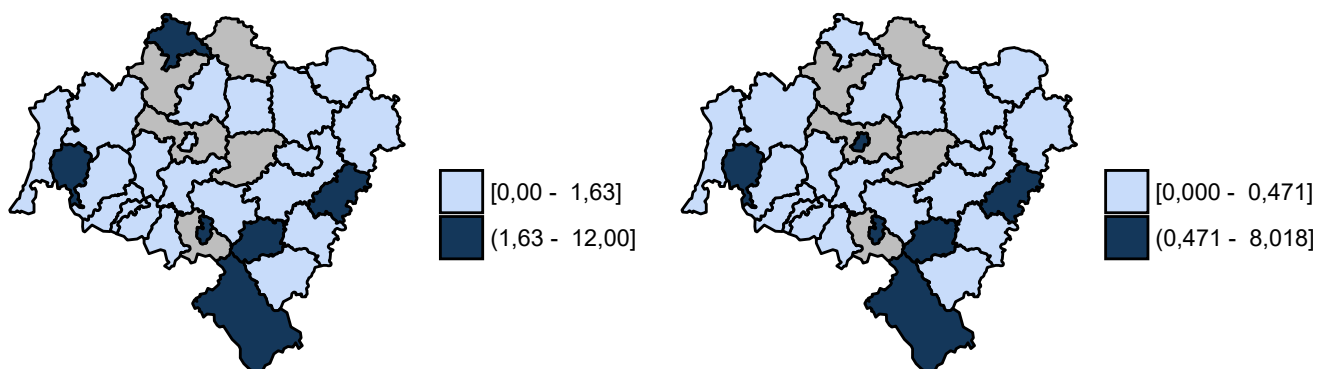 [0,00 -  1,63]
(1,63 -  12,00]
[0,000 -  0,471]
(0,471 -  8,018]